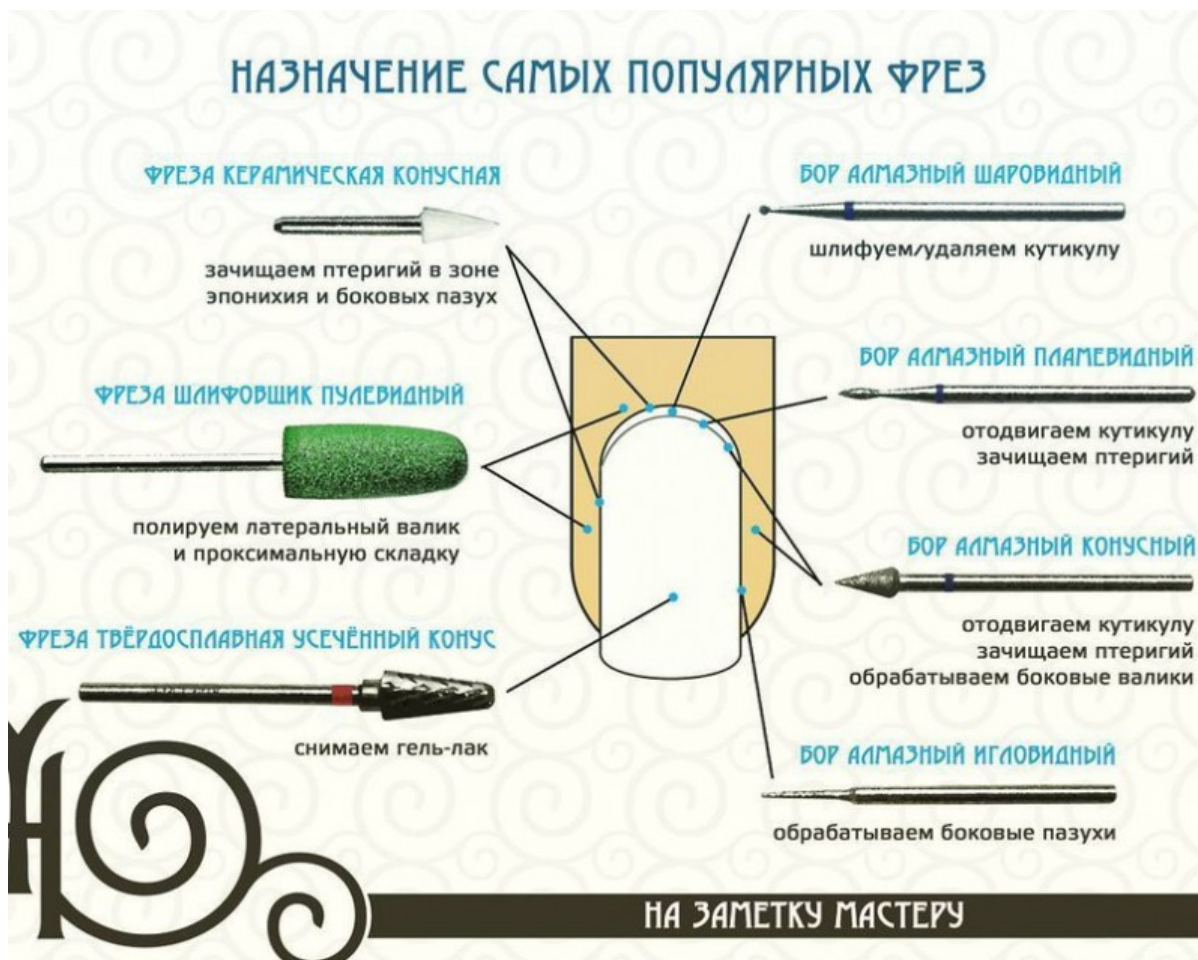 НАЗНАЧЕНИЕ САМЫХ ПОПУЛЯРНЫХ ФРЕЗ
ФРЕЗА КЕРАМИЧЕСКАЯ КОНУСНАЯ
зачищаем птеригий в зоне
эпонихия и боковых пазух
ФРЕЗА ШЛИФОВЩИК ПУЛЕВИДНЫЙ
полируем латеральный валик
и проксимальную складку
ФРЕЗА ТВЁРДОСПЛАВНАЯ УСЕЧЁННЫЙ КОНУС
снимаем гель-лак
БОР АЛМАЗНЫЙ ШАРОВИДНЫЙ
шлифуем/удаляем кутикулу
БОР АЛМАЗНЫЙ ПЛАМЕВИДНЫЙ
отодвигаем кутикулу
зачищаем птеригий
БОР АЛМАЗНЫЙ КОНУСНЫЙ
отодвигаем кутикулу
зачищаем птеригий
обрабатываем боковые валики
БОР АЛМАЗНЫЙ ИГЛОВИДНЫЙ
обрабатываем боковые пазухи
НА ЗАМЕТКУ МАСТЕРУ